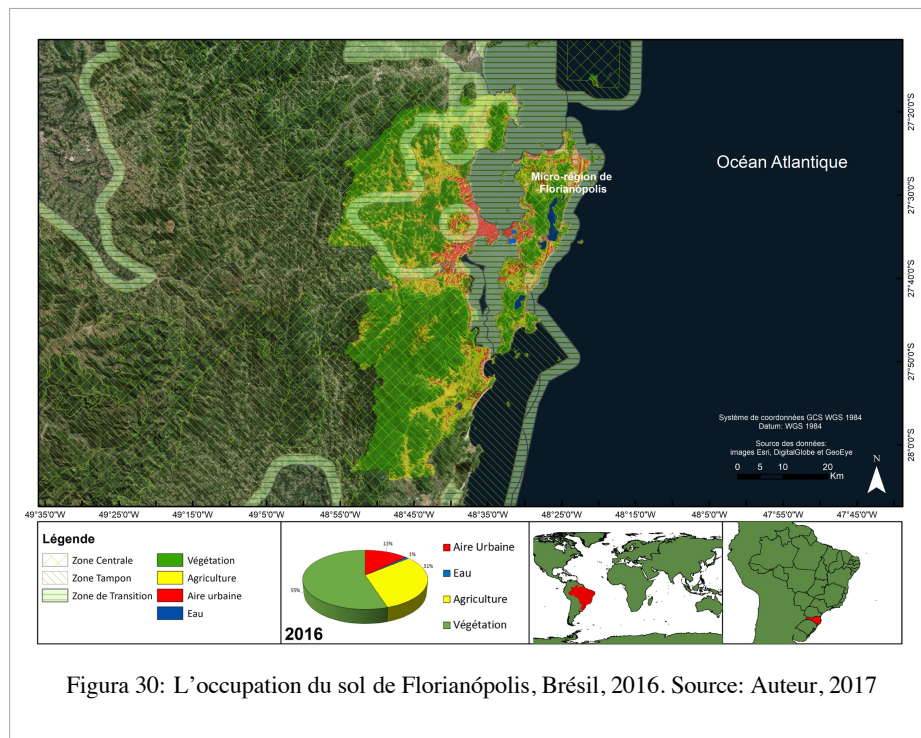 Océan Atlantique
Micro-région de
Florianópolis
27°20'0"S
27°30'0"S
27°40'0"S
27°50'0"S
28°0'0"S
Système de coordonnées GCS WGS 1984
Datum: WGS 1984
Source des données:
images Esri, DigitalGlobe et GeoEye
N
0 5 10 20
Km
49°35'0"W 49°25'0"W 49°15'0"W 49°5'0"W 48°55'0"W 48°45'0"W 48°35'0"W 48°25'0"W 48°15'0"W 48°5'0"W 47°55'0"W 47°45'0"W
Légende
Zone Centrale
Zone Tampon
Zone de Transition
Végétation
Agriculture
Aire urbaine
Eau
13%
1%
31%
55%
2016
Aire Urbaine
Eau
Agriculture
Végétation
Figura 30: L'occupation du sol de Florianópolis, Brésil, 2016. Source: Auteur, 2017